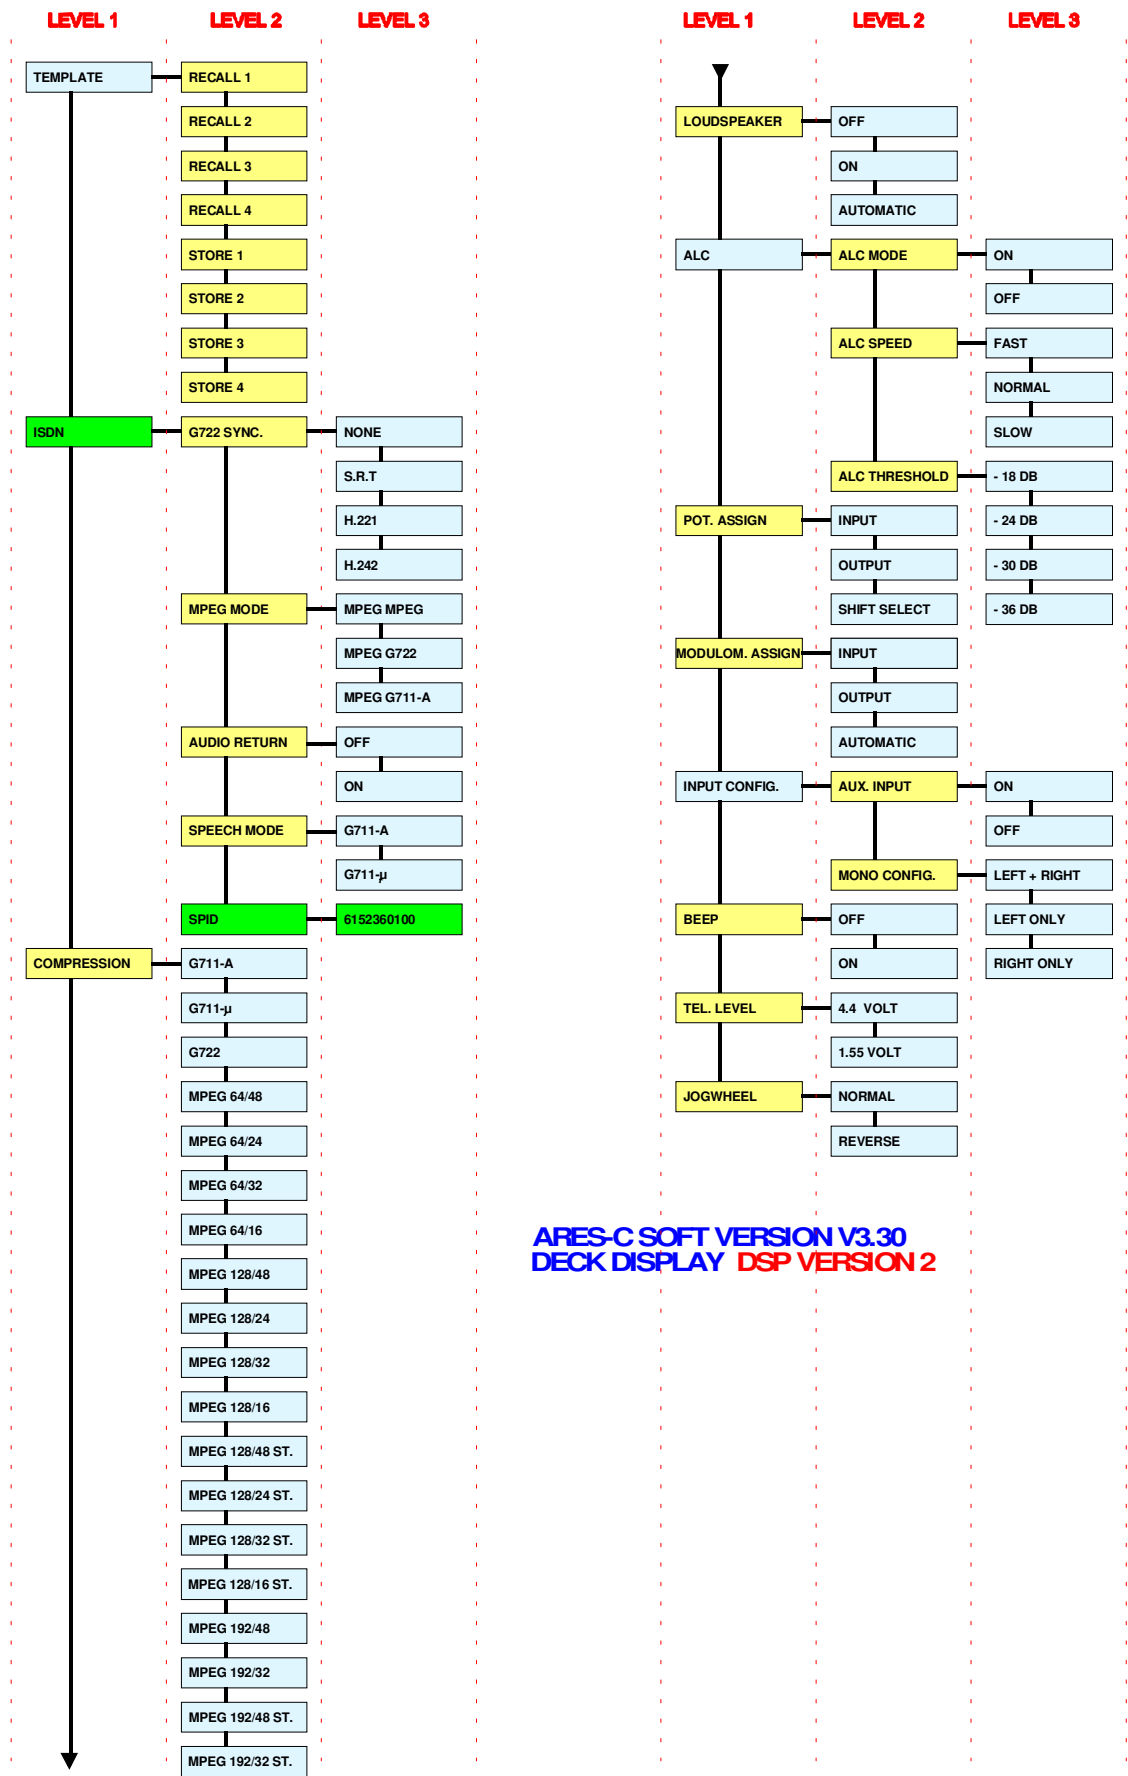 LEVEL 1
LEVEL 2
LEVEL 3
TEMPLATE
RECALL 1
RECALL 2
RECALL 3
RECALL 4
STORE 1
STORE 2
STORE 3
STORE 4
ISDN
G722 SYNC.
NONE
S.R.T
H.221
H.242
MPEG MODE
MPEG MPEG
MPEG G722
MPEG G711-A
AUDIO RETURN
OFF
ON
SPEECH MODE
G711-A
G711-µ
SPID
6152360100
COMPRESSION
G711-A
G711-µ
G722
MPEG 64/48
MPEG 64/24
MPEG 64/32
MPEG 64/16
MPEG 128/48
MPEG 128/24
MPEG 128/32
MPEG 128/16
MPEG 128/48 ST.
MPEG 128/24 ST.
MPEG 128/32 ST.
MPEG 128/16 ST.
MPEG 192/48
MPEG 192/32
MPEG 192/48 ST.
MPEG 192/32 ST.
LEVEL 1
LEVEL 2
LEVEL 3
LOUDSPEAKER
OFF
ON
AUTOMATIC
ALC
ALC MODE
ON
OFF
ALC SPEED
FAST
NORMAL
SLOW
ALC THRESHOLD
- 18 DB
- 24 DB
- 30 DB
- 36 DB
POT. ASSIGN
INPUT
OUTPUT
SHIFT SELECT
MODULOM. ASSIGN
INPUT
OUTPUT
AUTOMATIC
INPUT CONFIG.
AUX. INPUT
ON
OFF
MONO CONFIG.
LEFT + RIGHT
LEFT ONLY
RIGHT ONLY
BEEP
OFF
ON
TEL. LEVEL
4.4 VOLT
1.55 VOLT
JOGWHEEL
NORMAL
REVERSE
ARES-C SOFT VERSION V3.30
DECK DISPLAY DSP VERSION 2